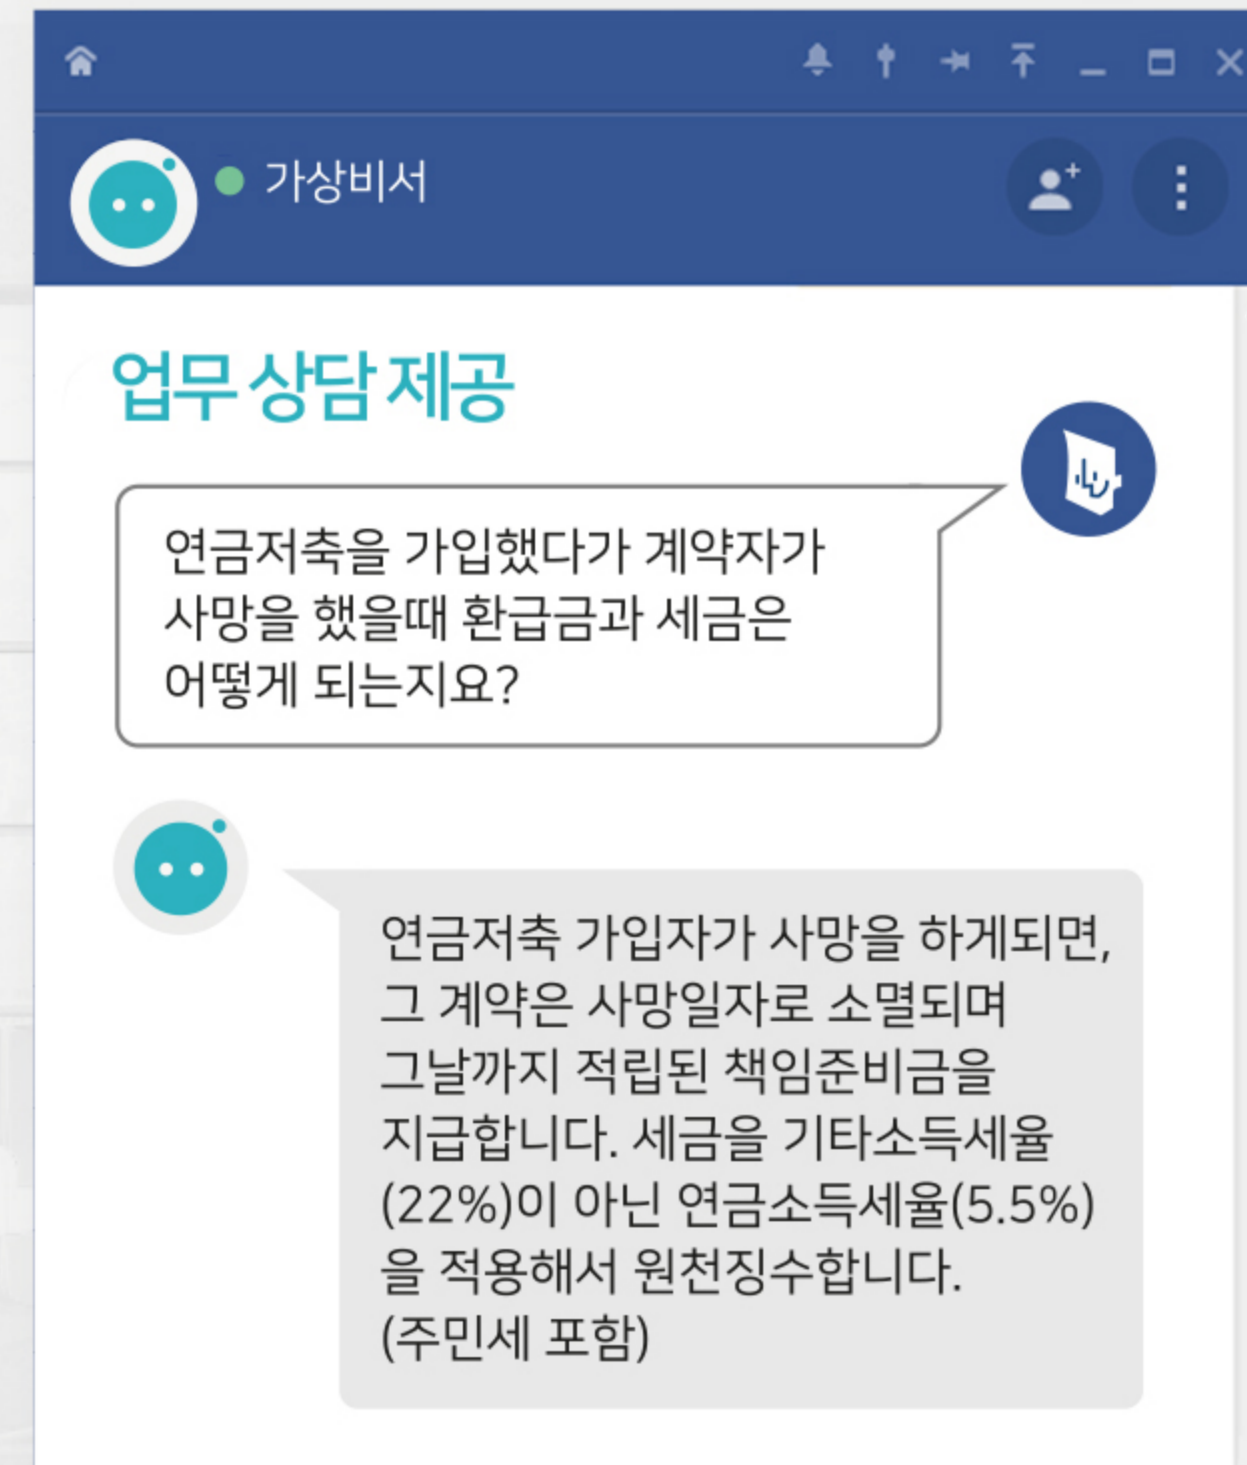 가상비서
업무 상담 제공
연금저축을 가입했다가 계약자가
사망을 했을때 환급금과 세금은
어떻게 되는지요?
연금저축 가입자가 사망을 하게되면,
그 계약은 사망일자로 소멸되며
그날까지 적립된 책임준비금을
지급합니다. 세금을 기타소득세율
(22%)이 아닌 연금소득세율(5.5%)
을 적용해서 원천징수합니다.
(주민세 포함)